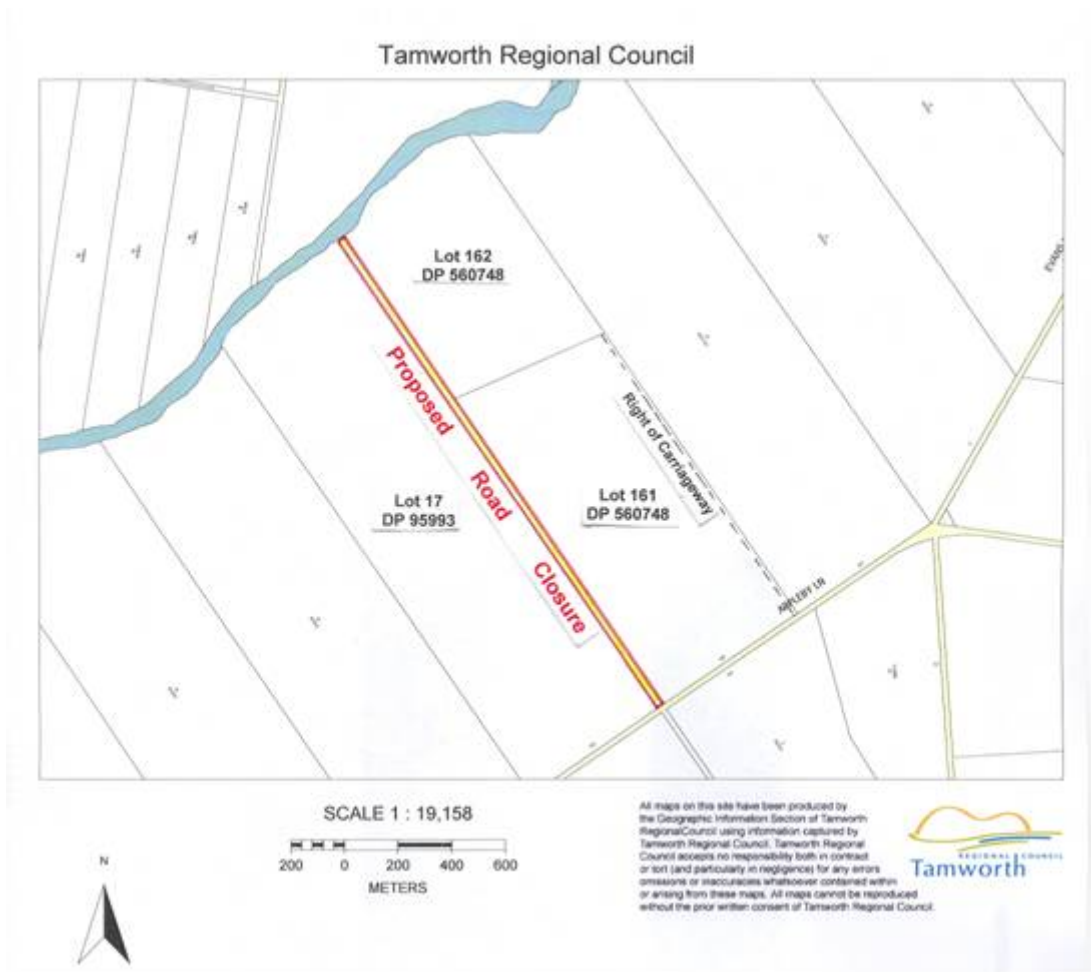 Tamworth Regional Council
Lot 162
DP 560748
EVANS
Proposed
Road
Closure
Right of Carriageway
Lot 17
DP 95993
Lot 161
DP 560748
APPLEBY LN
SCALE 1 : 19,158
200 0 200 400 600
METERS
N
All maps on this site have been produced by
the Geographic Information Section of Tamworth
RegionalCouncil using information captured by
Tamworth Regional Council. Tamworth Regional
Council accepts no responsibility both in contract
or tort (and particularly in negligence) for any errors
omissions or inaccuracies whatsoever contained within
or arising from these maps. All maps cannot be reproduced
without the prior written consent of Tamworth Regional Council.
REGIONAL COUNCIL
Tamworth